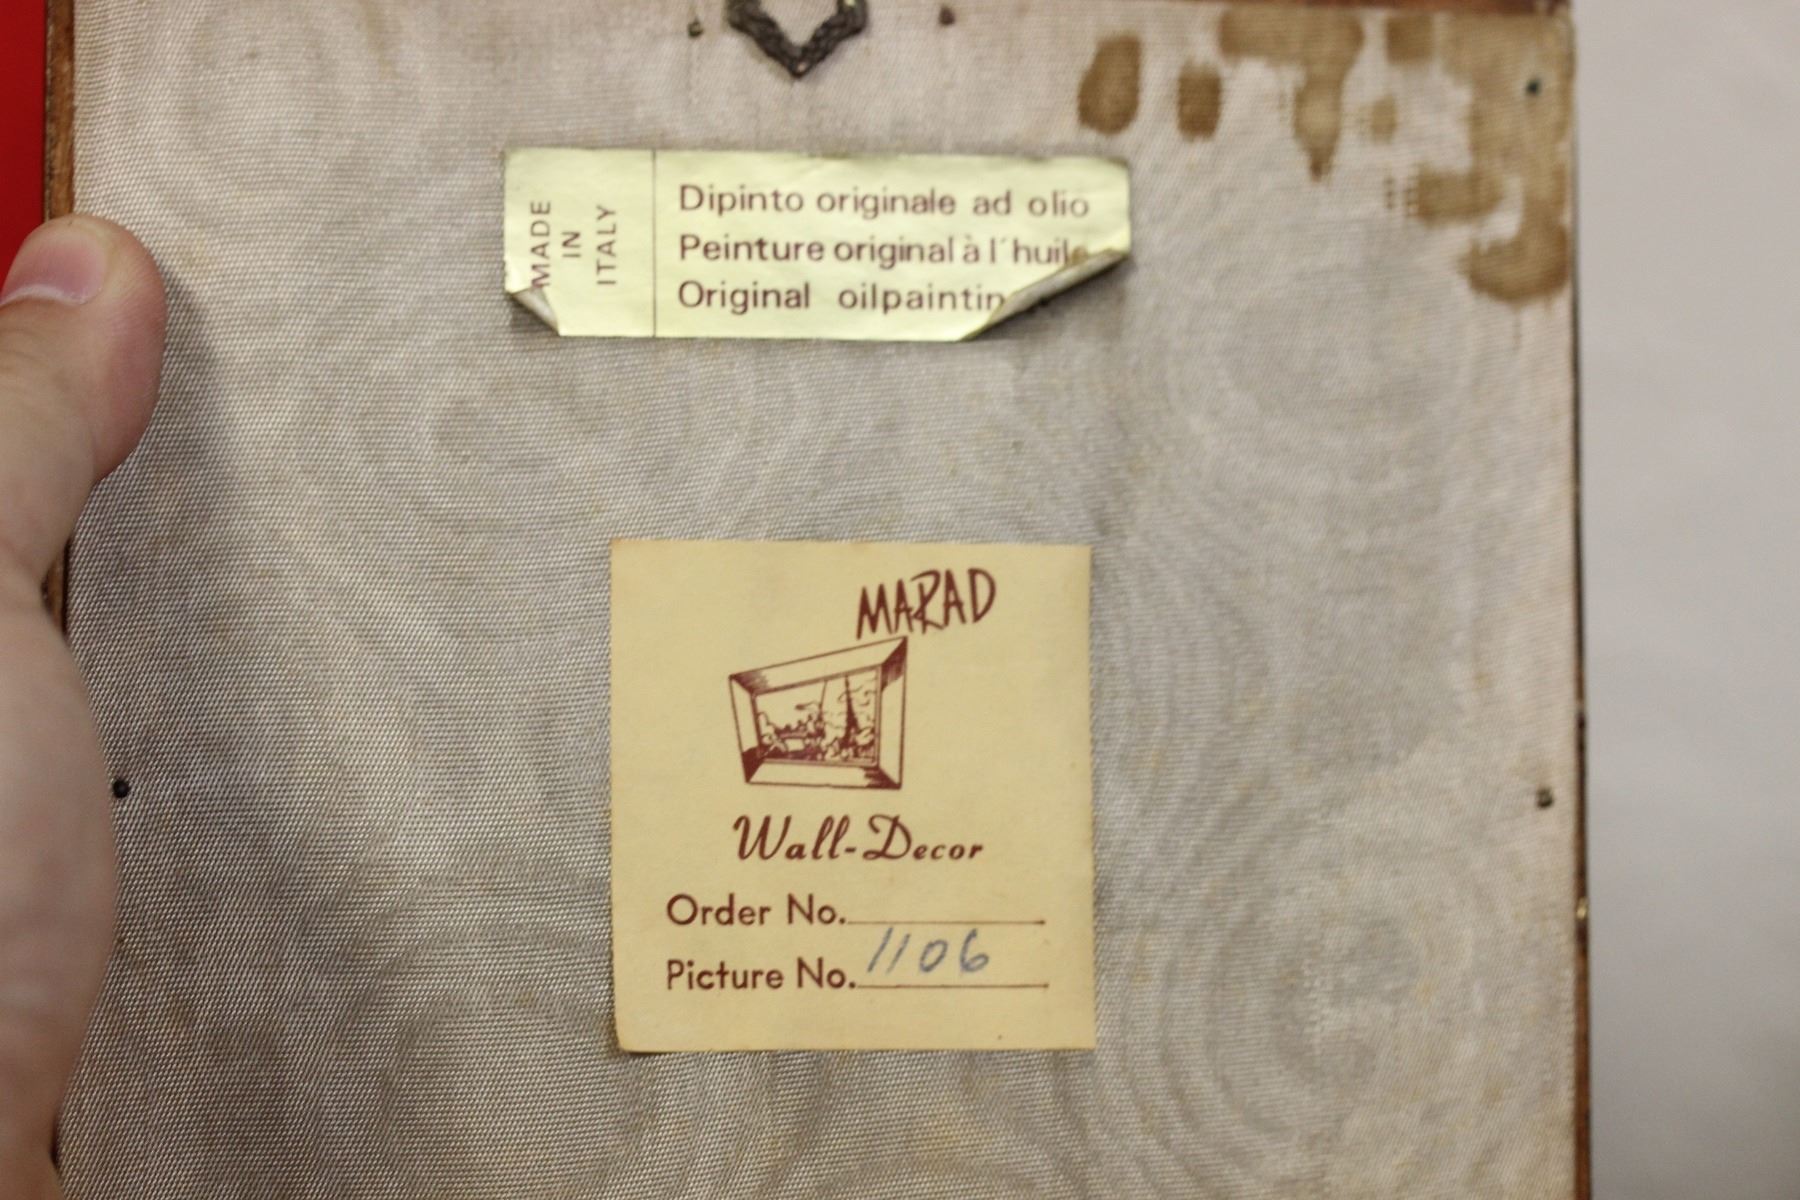 MADE
IN
ITALY
Dipinto originale ad olio
Peinture original à l'huile
Original oilpaintin
MARAD
Wall-Decor
Order No.
Picture No. 1106